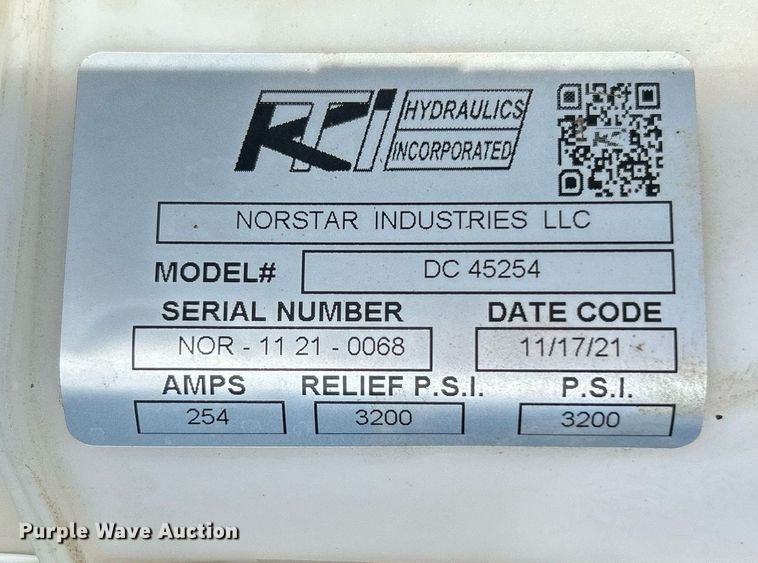 KTI HYDRAULICS
INCORPORATED
NORSTAR INDUSTRIES LLC
MODEL# DC 45254
SERIAL NUMBER DATE CODE
NOR - 11 21 - 0068 11/17/21
AMPS RELIEF P.S.I. P.S.I.
254 3200 3200
Purple Wave Auction